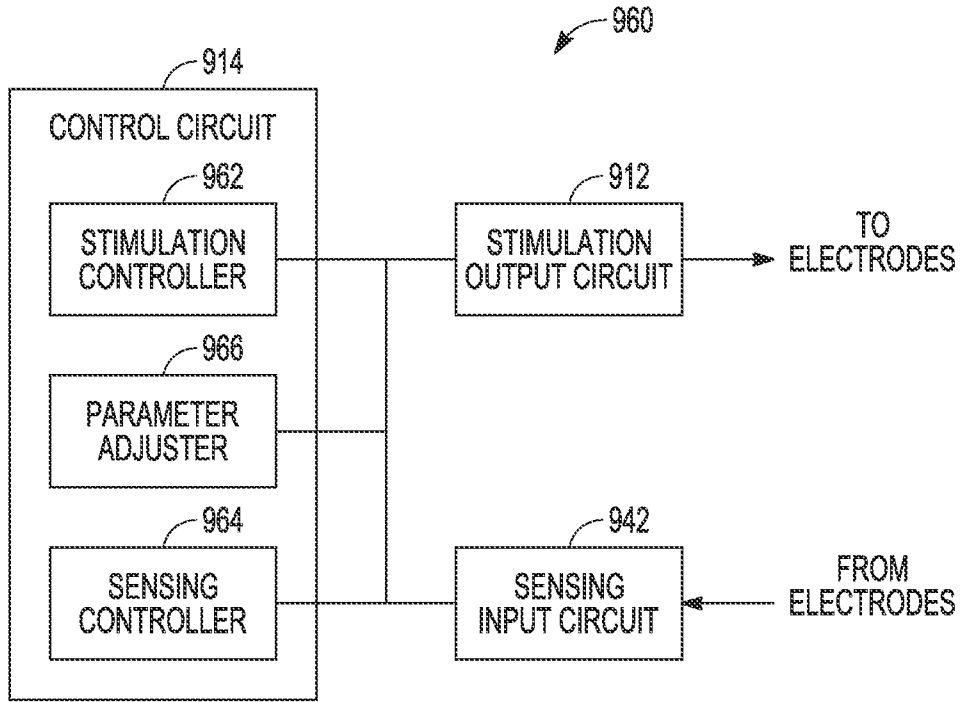 960
914
CONTROL CIRCUIT
962
STIMULATION
CONTROLLER
912
STIMULATION
OUTPUT CIRCUIT
TO
ELECTRODES
966
PARAMETER
ADJUSTER
964
SENSING
CONTROLLER
942
SENSING
INPUT CIRCUIT
FROM
ELECTRODES